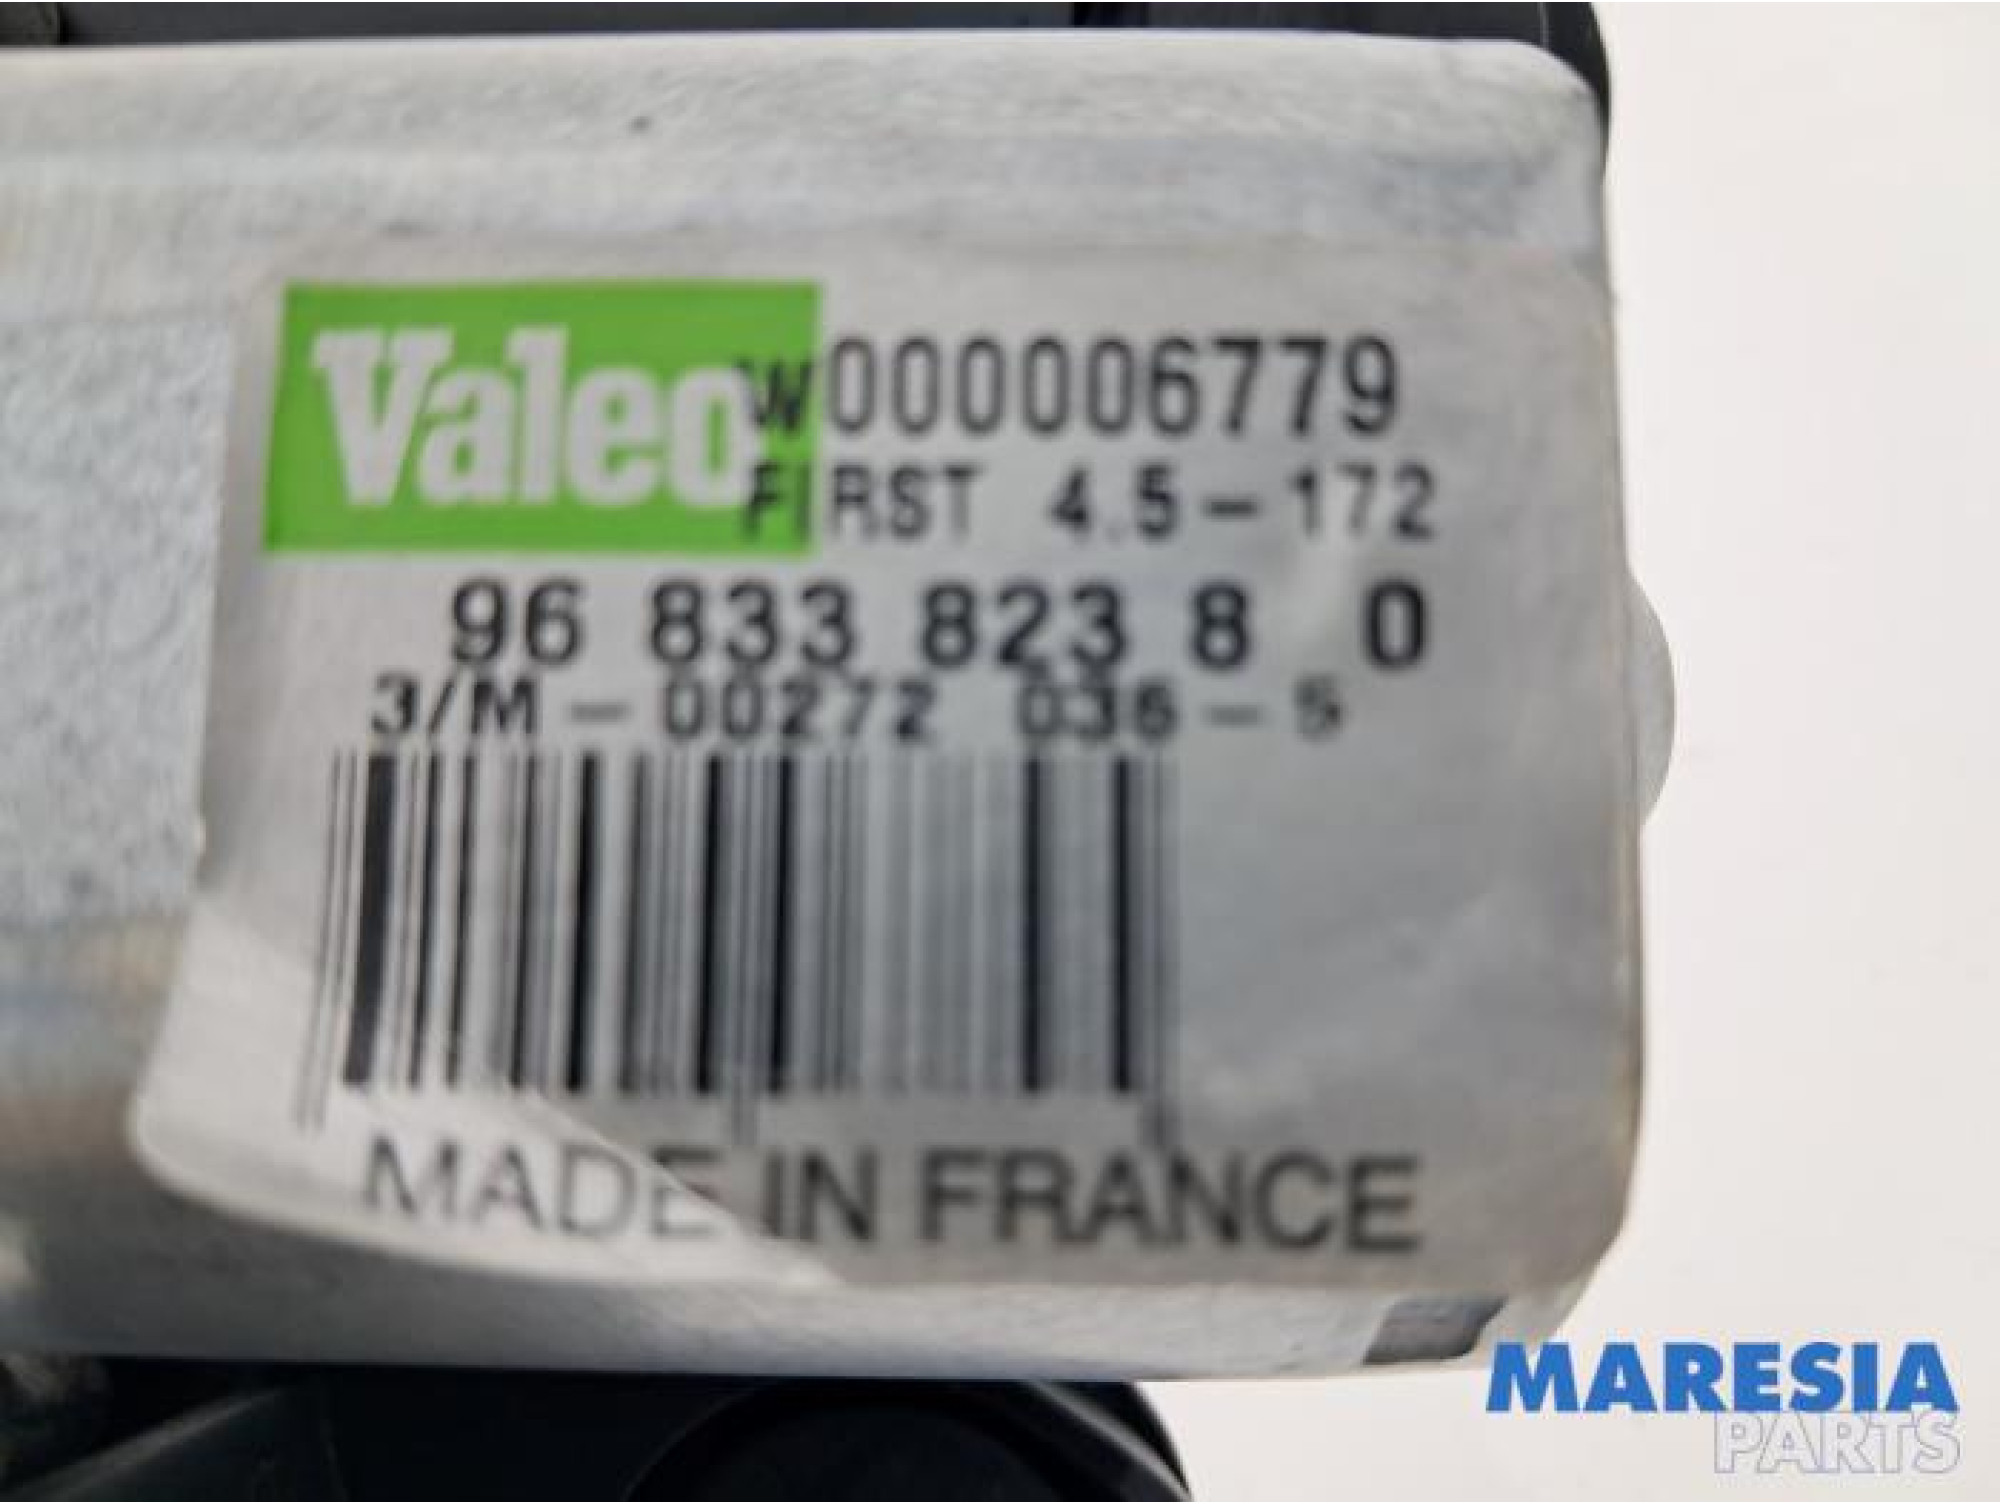 Valeo W000006779
FIRST 4.5-172
96 833 823 8 0
3/M-00272 036-5
MADE IN FRANCE
MARESIA
PARTS